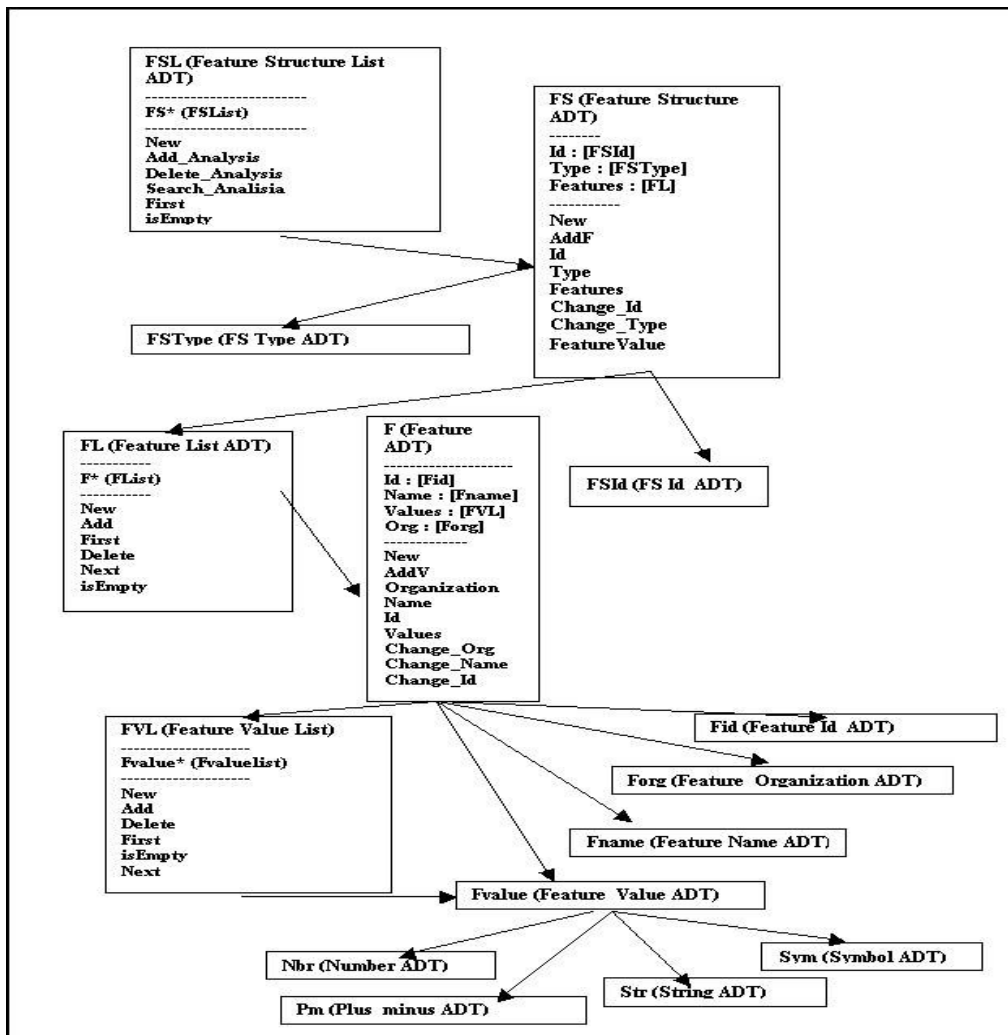 FSL (Feature Structure List
ADT)
--------------------------
FS* (FSList)
--------------------------
New
Add_Analysis
Delete_Analysis
Search_Analisia
First
isEmpty
FS (Feature Structure
ADT)
--------
Id : [FSId]
Type : [FSType]
Features : [FL]
-----------
New
AddF
Id
Type
Features
Change_Id
Change_Type
FeatureValue
FSType (FS Type ADT)
FL (Feature List ADT)
-----------
F* (FList)
-----------
New
Add
First
Delete
Next
isEmpty
F (Feature
ADT)
--------------------
Id : [Fid]
Name : [Fname]
Values : [FVL]
Org : [Forg]
-------------
New
AddV
Organization
Name
Id
Values
Change_Org
Change_Name
Change_Id
FSId (FS Id ADT)
FVL (Feature Value List)
--------------------
Fvalue* (Fvaluelist)
--------------------
New
Add
Delete
First
isEmpty
Next
Fid (Feature Id ADT)
Forg (Feature Organization ADT)
Fname (Feature Name ADT)
Fvalue (Feature Value ADT)
Nbr (Number ADT)
Sym (Symbol ADT)
Str (String ADT)
Pm (Plus minus ADT)